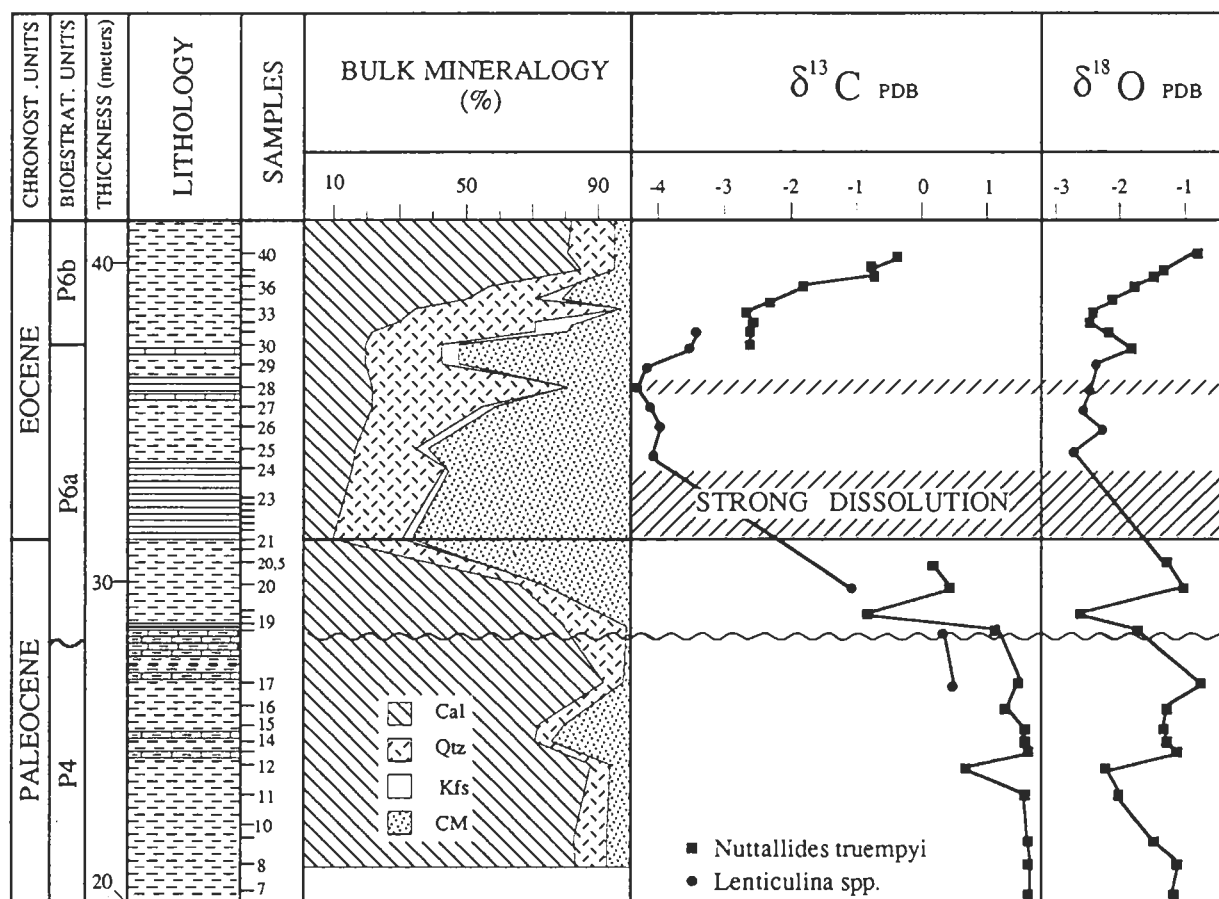 CHRONOST .UNITS
BIOESTRAT. UNITS
THICKNESS (meters)
LITHOLOGY
SAMPLES
BULK MINERALOGY
(%)
δ13C PDB
δ18O PDB
10 50 90
-4 -2 -1 0 1
-3 -2 -1
EOCENE
PALEOCENE
P6b
P6a
P4
40
30
20
40
36
33
30
29
28
27
26
25
24
23
21
20,5
20
19
17
16
15
14
12
11
10
8
7
STRONG DISSOLUTION
Cal
Qtz
Kfs
CM
Nuttallides truempyi
Lenticulina spp.